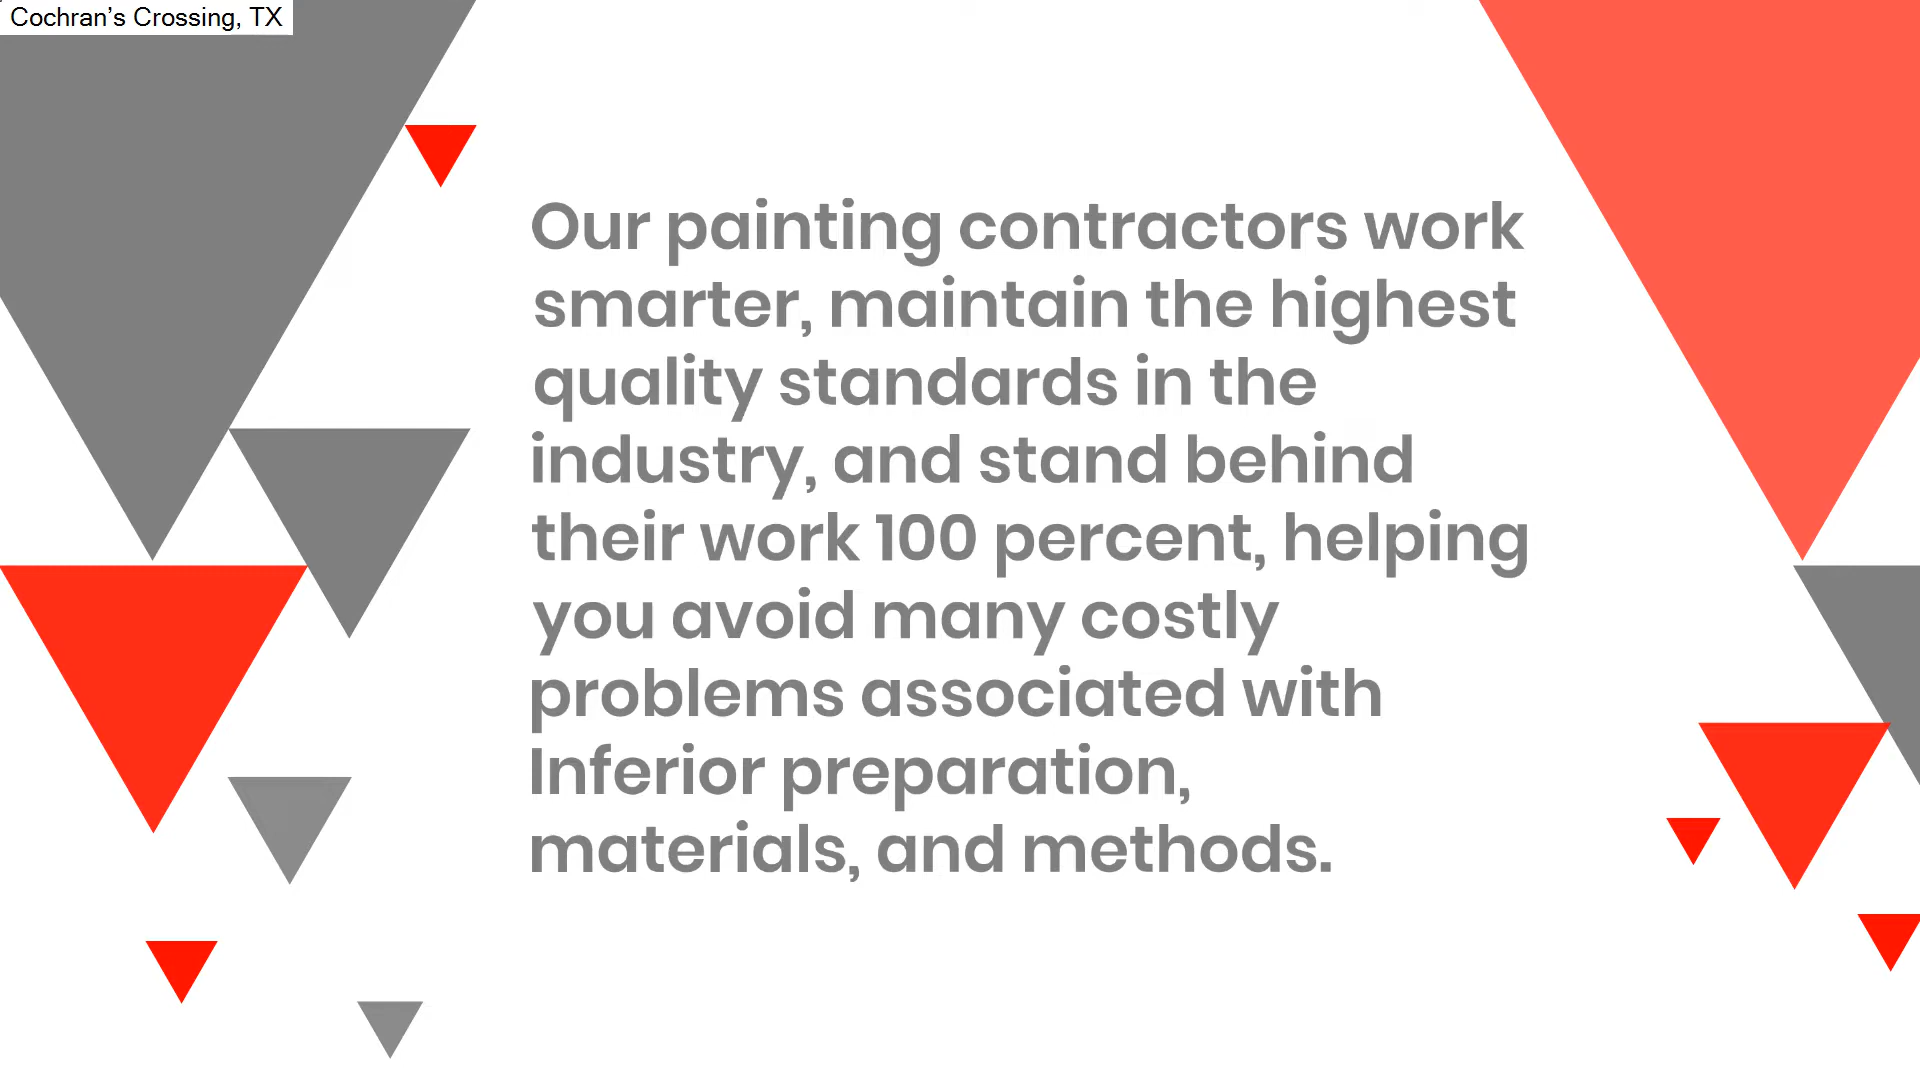 Cochran’s Crossing, TX
Our painting contractors work
smarter, maintain the highest
quality standards in the
industry, and stand behind
their work 100 percent, helping
you avoid many costly
problems associated with
Inferior preparation,
materials, and methods.